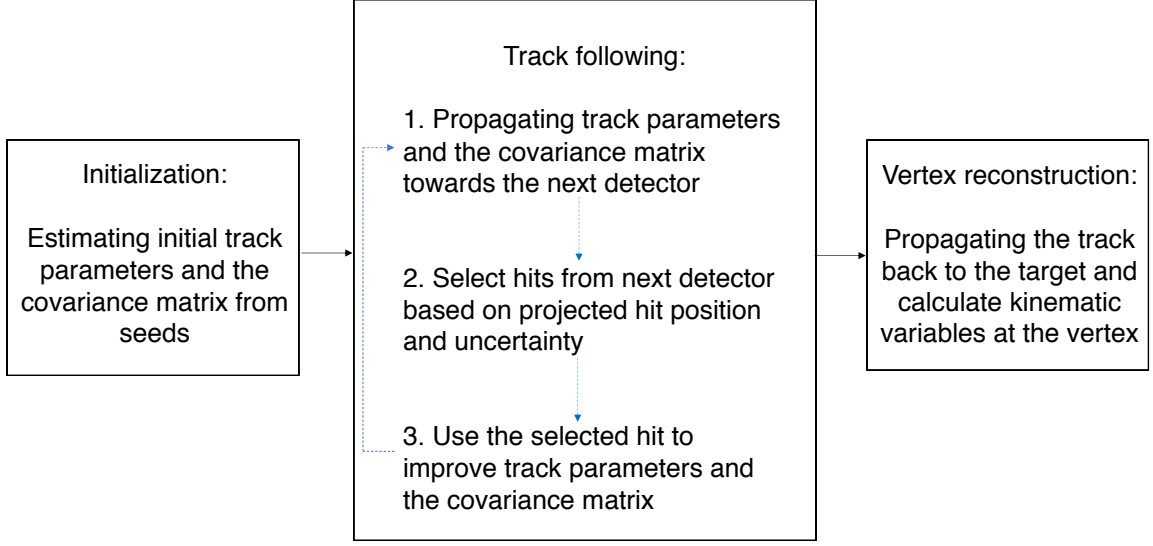 Initialization:
Estimating initial track
parameters and the
covariance matrix from
seeds
Track following:
1. Propagating track parameters
and the covariance matrix
towards the next detector
2. Select hits from next detector
based on projected hit position
and uncertainty
3. Use the selected hit to
improve track parameters and
the covariance matrix
Vertex reconstruction:
Propagating the track
back to the target and
calculate kinematic
variables at the vertex